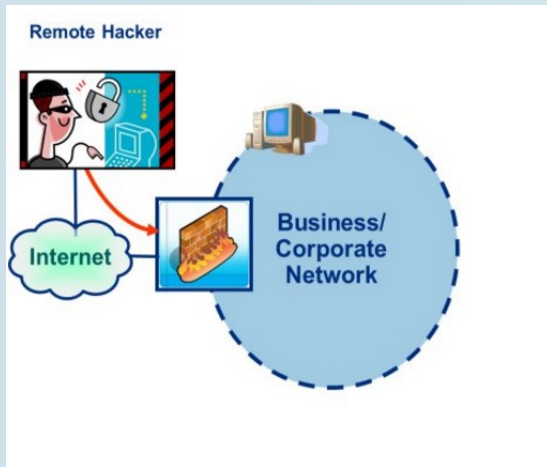 Remote Hacker
Internet
Business/
Corporate
Network